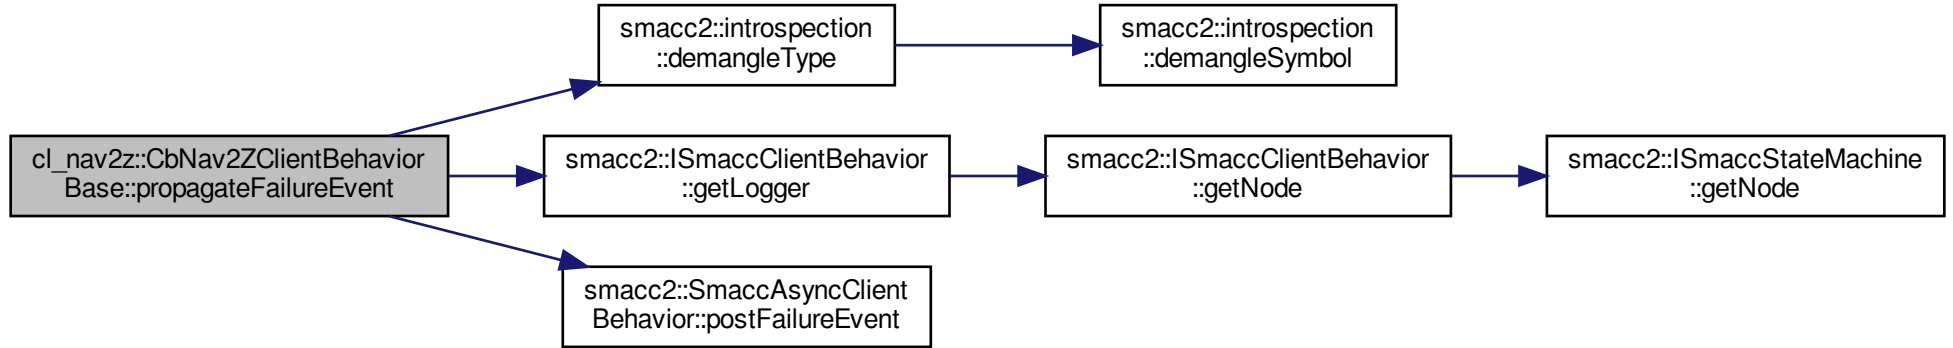 smacc2::introspection
::demangleType
smacc2::introspection
::demangleSymbol
cl_nav2z::CbNav2ZClientBehavior
Base::propagateFailureEvent
smacc2::ISmaccClientBehavior
::getLogger
smacc2::ISmaccClientBehavior
::getNode
smacc2::ISmaccStateMachine
::getNode
smacc2::SmaccAsyncClient
Behavior::postFailureEvent